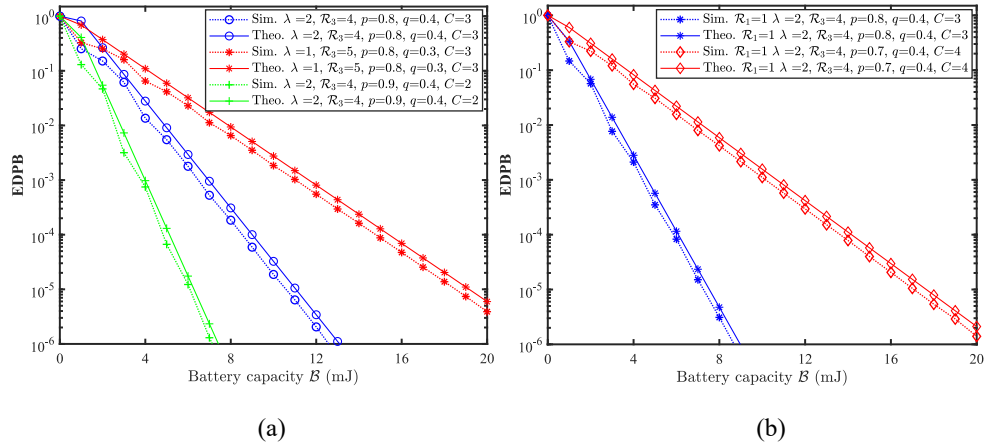 10^0
10^-1
10^-2
10^-3
10^-4
10^-5
10^-6
EDPB
0 4 8 12 16 20
Battery capacity ℬ (mJ)
Sim. λ =2, ℛ₃=4, p=0.8, q=0.4, C=3
Theo. λ =2, ℛ₃=4, p=0.8, q=0.4, C=3
Sim. λ =1, ℛ₃=5, p=0.8, q=0.3, C=3
Theo. λ =1, ℛ₃=5, p=0.8, q=0.3, C=3
Sim. λ =2, ℛ₃=4, p=0.9, q=0.4, C=2
Theo. λ =2, ℛ₃=4, p=0.9, q=0.4, C=2
(a)
10^0
10^-1
10^-2
10^-3
10^-4
10^-5
10^-6
EDPB
0 4 8 12 16 20
Battery capacity ℬ (mJ)
Sim. ℛ₁=1 λ =2, ℛ₃=4, p=0.8, q=0.4, C=3
Theo. ℛ₁=1 λ =2, ℛ₃=4, p=0.8, q=0.4, C=3
Sim. ℛ₁=1 λ =2, ℛ₃=4, p=0.7, q=0.4, C=4
Theo. ℛ₁=1 λ =2, ℛ₃=4, p=0.7, q=0.4, C=4
(b)